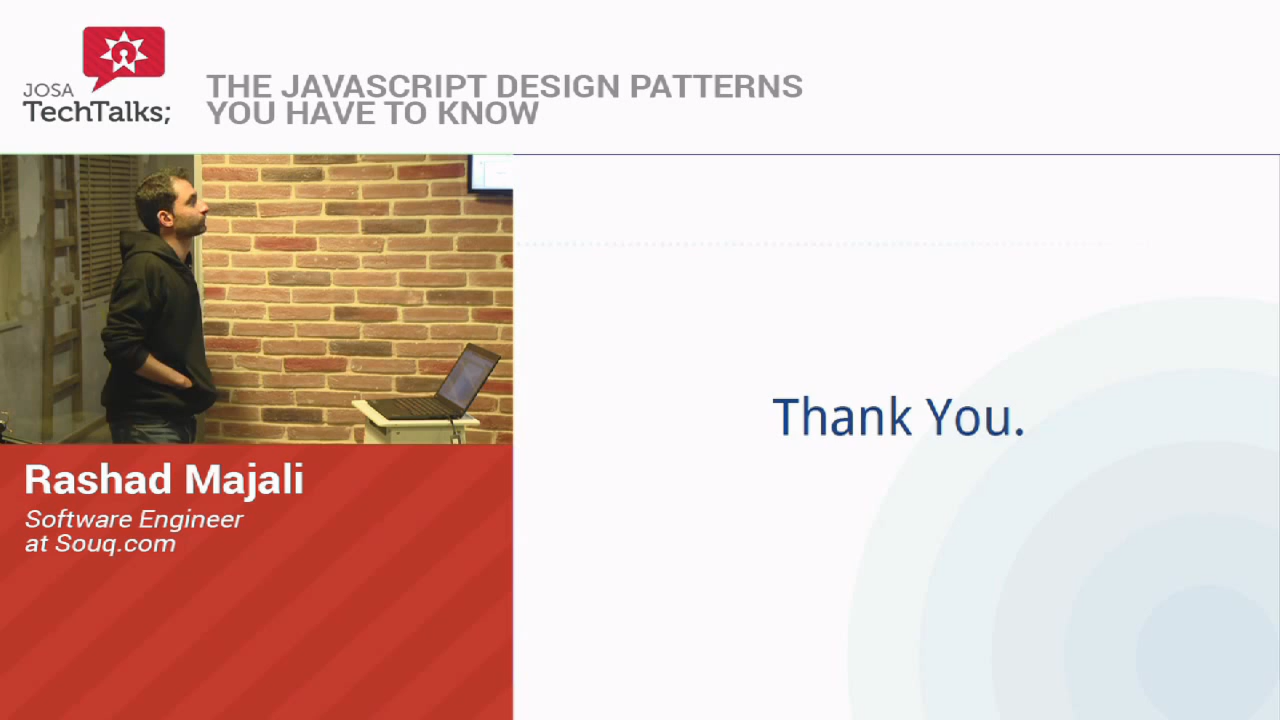 JOSA
TechTalks;
THE JAVASCRIPT DESIGN PATTERNS
YOU HAVE TO KNOW
Thank You.
Rashad Majali
Software Engineer
at Souq.com